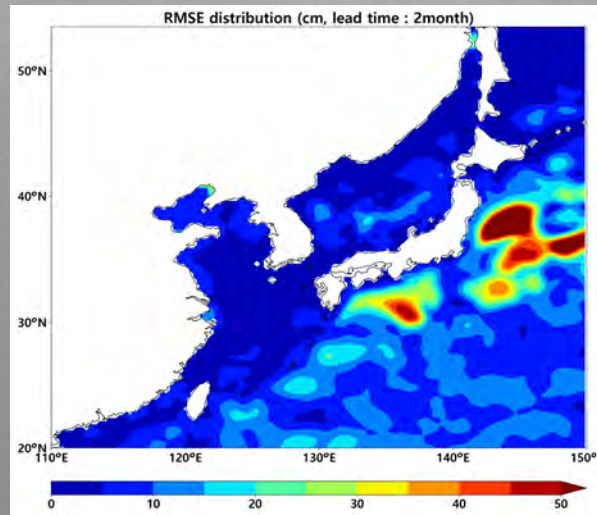 RMSE distribution (cm, lead time : 2month)
50°N
40°N
30°N
20°N
110°E 120°E 130°E 140°E 150°
0 10 20 30 40 50